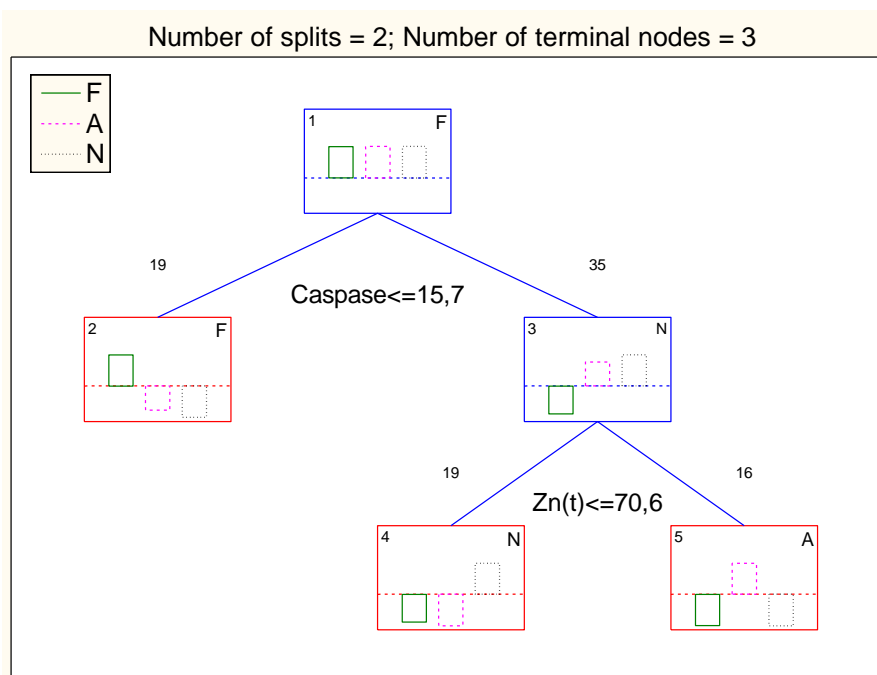 Number of splits = 2; Number of terminal nodes = 3
F
A
N
1 F
19 35
Caspase<=15,7
2 F
3 N
19 16
Zn(t)<=70,6
4 N
5 A